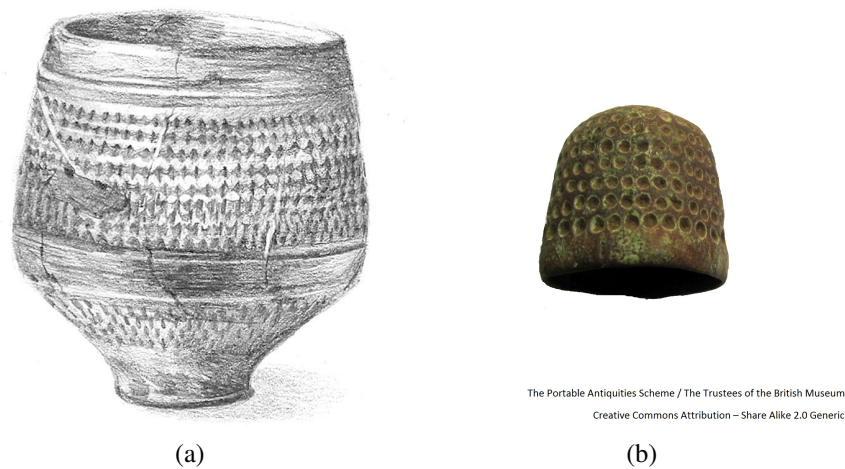 The Portable Antiquities Scheme / The Trustees of the British Museum
Creative Commons Attribution – Share Alike 2.0 Generic
(a)
(b)